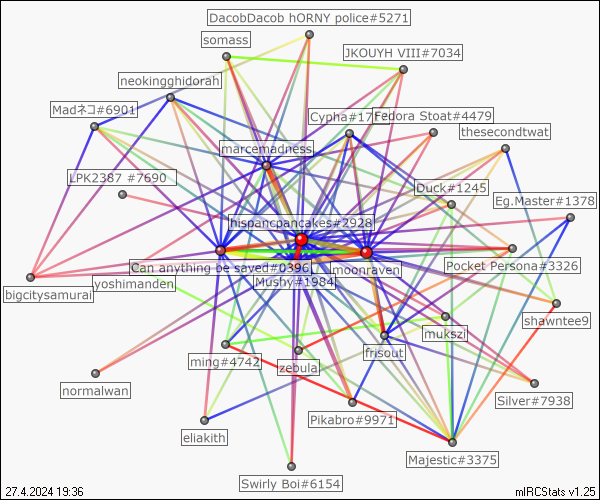 DacobDacob hORNY police#5271
somass
JKOUYH VIII#7034
neokingghidorah
Madネコ#6901
Cypha#17
Fedora Stoat#4479
thesecondtwat
marcemadness
LPK2387 #7690
Duck#1245
Eg.Master#1378
hispancpancakes#2928
Can anything be saved#0396
moonraven
Pocket Persona#3326
Mushy#1984
yoshimanden
bigcitysamurai
shawntee9
mukszi
ming#4742
zebula
frisout
normalwan
Silver#7938
Pikabro#9971
eliakith
Majestic#3375
Swirly Boi#6154
27.4.2024 19:36
mIRCStats v1.25